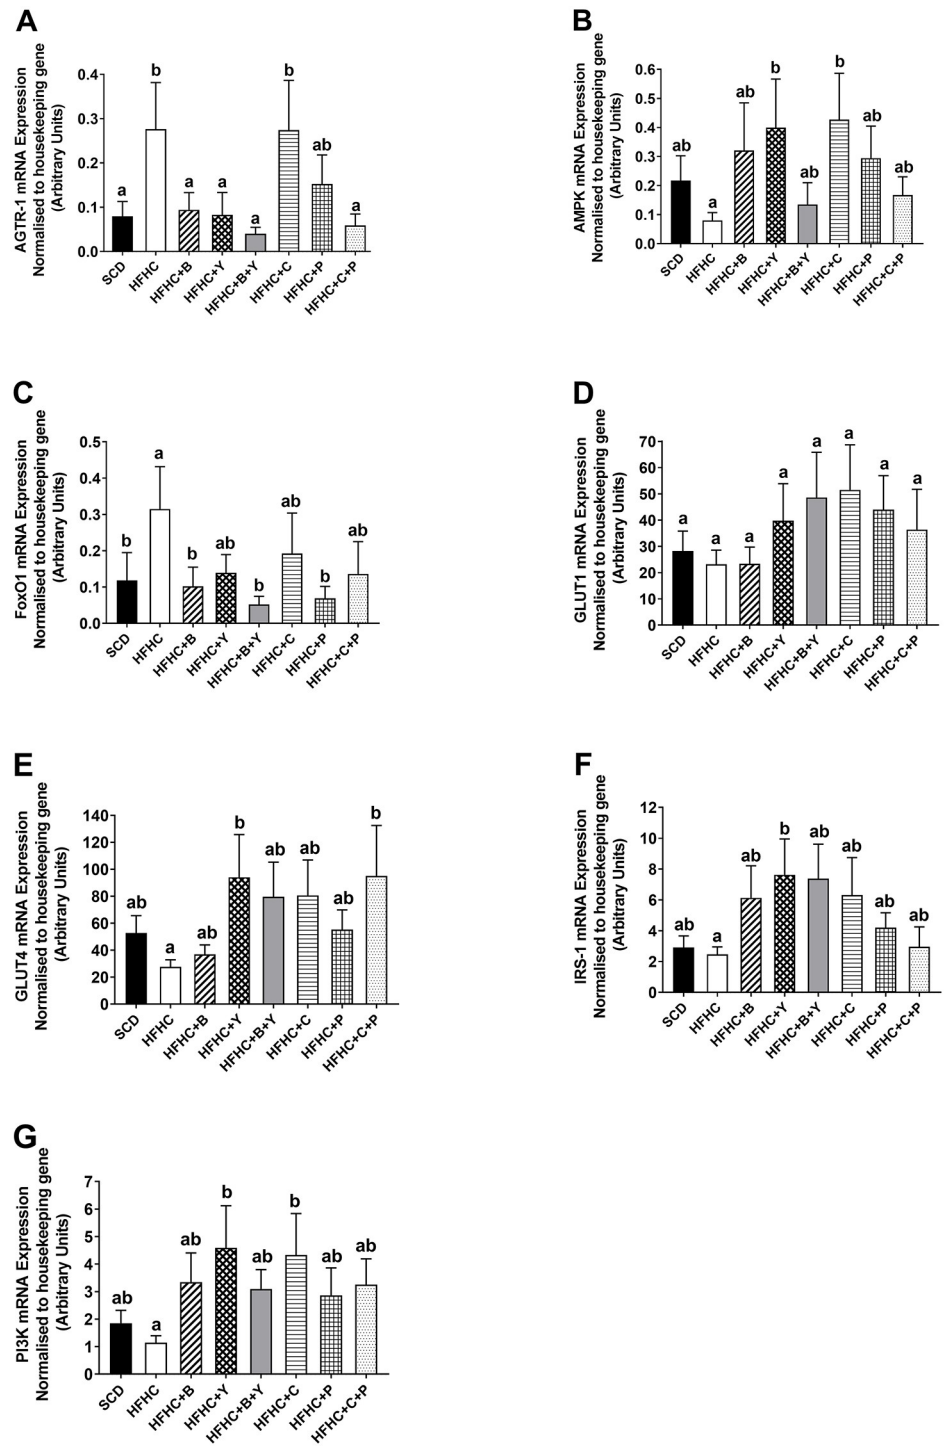 A
AGTR-1 mRNA Expression
Normalised to housekeeping gene
(Arbitrary Units)
0.4
0.3
0.2
0.1
0.0
a
b
a
a
a
b
ab
a
SCD
HFHC
HFHC+B
HFHC+Y
HFHC+B+Y
HFHC+C
HFHC+P
HFHC+C+P
B
AMPK mRNA Expression
Normalised to housekeeping gene
(Arbitrary Units)
0.6
0.5
0.4
0.3
0.2
0.1
0.0
ab
a
ab
b
ab
b
ab
ab
SCD
HFHC
HFHC+B
HFHC+Y
HFHC+B+Y
HFHC+C
HFHC+P
HFHC+C+P
C
FoxO1 mRNA Expression
Normalised to housekeeping gene
(Arbitrary Units)
0.5
0.4
0.3
0.2
0.1
0.0
b
a
b
ab
b
ab
b
ab
SCD
HFHC
HFHC+B
HFHC+Y
HFHC+B+Y
HFHC+C
HFHC+P
HFHC+C+P
D
GLUT1 mRNA Expression
Normalised to housekeeping gene
(Arbitrary Units)
70
60
50
40
30
20
10
0
a
a
a
a
a
a
a
a
SCD
HFHC
HFHC+B
HFHC+Y
HFHC+B+Y
HFHC+C
HFHC+P
HFHC+C+P
E
GLUT4 mRNA Expression
Normalised to housekeeping gene
(Arbitrary Units)
140
120
100
80
60
40
20
0
ab
a
ab
b
ab
ab
ab
b
SCD
HFHC
HFHC+B
HFHC+Y
HFHC+B+Y
HFHC+C
HFHC+P
HFHC+C+P
F
IRS-1 mRNA Expression
Normalised to housekeeping gene
(Arbitrary Units)
12
10
8
6
4
2
0
ab
a
ab
b
ab
ab
ab
ab
SCD
HFHC
HFHC+B
HFHC+Y
HFHC+B+Y
HFHC+C
HFHC+P
HFHC+C+P
G
PI3K mRNA Expression
Normalised to housekeeping gene
(Arbitrary Units)
7
6
5
4
3
2
1
0
ab
a
ab
b
ab
b
ab
ab
SCD
HFHC
HFHC+B
HFHC+Y
HFHC+B+Y
HFHC+C
HFHC+P
HFHC+C+P